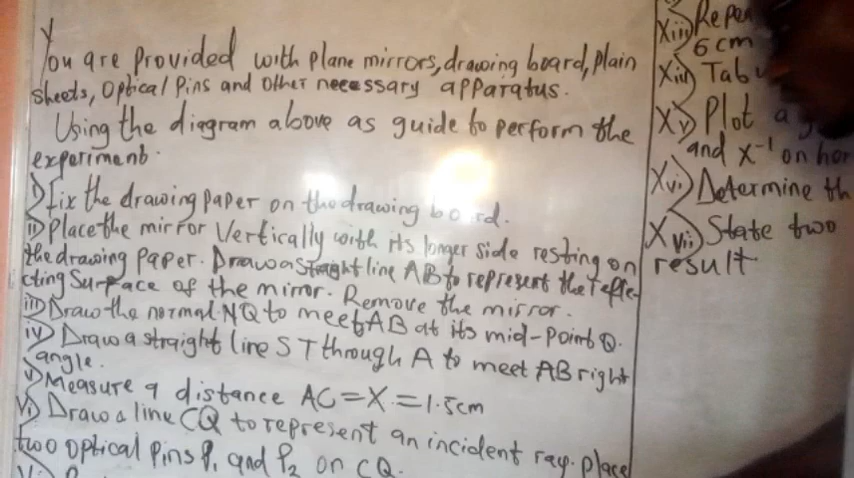 You are provided with plane mirrors, drawing board, plain
sheets, Optical Pins and Other necessary apparatus.
Using the diagram above as guide to perform the
experiment.
i) fix the drawing paper on the drawing board.
ii) Place the mirror Vertically with its longer side resting on
the drawing paper. Draw a straight line AB to represent the refle-
cting Surface of the mirror. Remove the mirror.
iii) Draw the normal NQ to meet AB at its mid-point Q.
iv) Draw a straight line ST through A to meet AB right
angle.
v) Measure a distance AC = X = 1.5cm
vi) Draw a line CQ to represent an incident ray. place
two optical pins P1 and P2 on CQ.
xiii) Repea
6cm
xiv) Tabu
xv) Plot a g
and x⁻¹ on hor
xvi) Determine th
xvii) State two
result